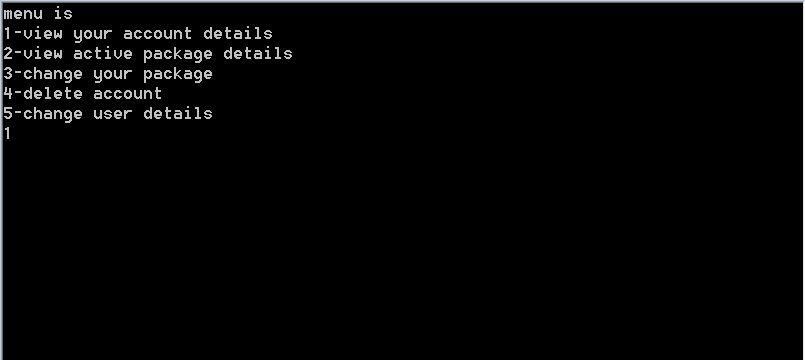 menu is
1-view your account details
2-view active package details
3-change your package
4-delete account
5-change user details
1